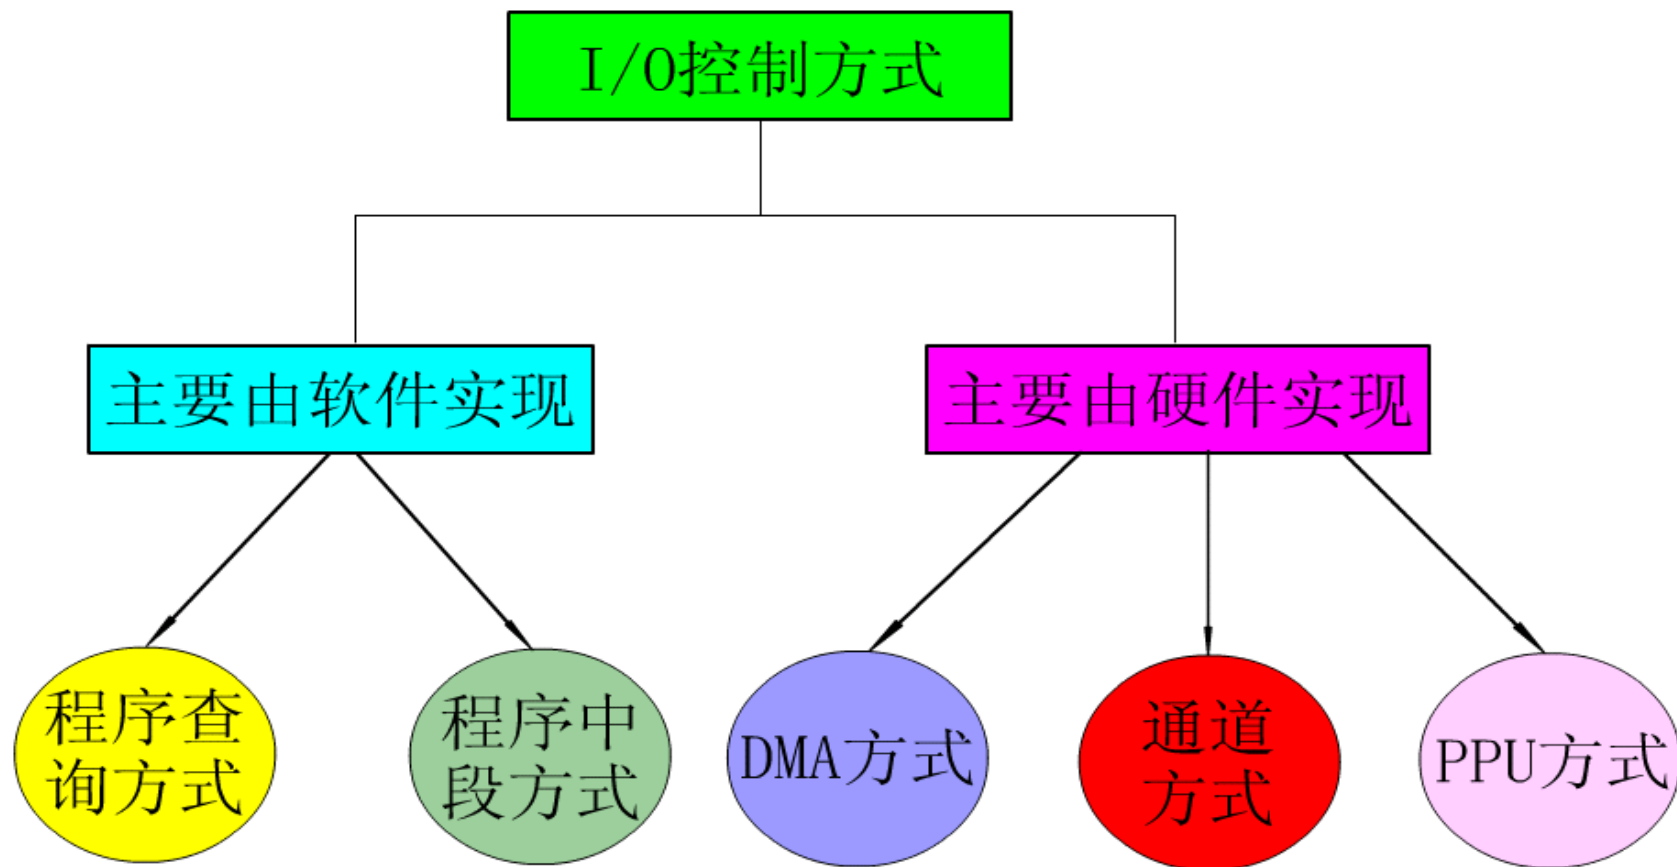 I/O控制方式
主要由软件实现
主要由硬件实现
程序查
询方式
程序中
段方式
DMA方式
通道
方式
PPU方式